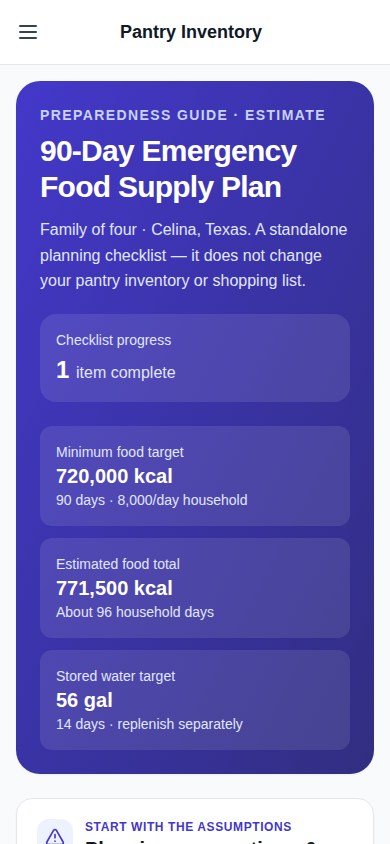 Pantry Inventory
PREPAREDNESS GUIDE · ESTIMATE
90-Day Emergency
Food Supply Plan
Family of four · Celina, Texas. A standalone
planning checklist — it does not change
your pantry inventory or shopping list.
Checklist progress
1 item complete
Minimum food target
720,000 kcal
90 days · 8,000/day household
Estimated food total
771,500 kcal
About 96 household days
Stored water target
56 gal
14 days · replenish separately
START WITH THE ASSUMPTIONS